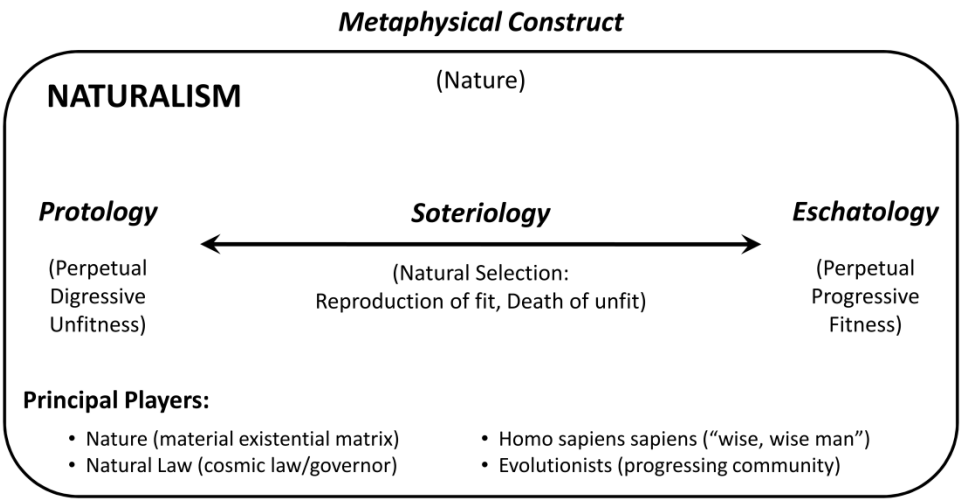 Metaphysical Construct
NATURALISM
(Nature)
Protology
Soteriology
Eschatology
(Perpetual
Digressive
Unfitness)
(Natural Selection:
Reproduction of fit, Death of unfit)
(Perpetual
Progressive
Fitness)
Principal Players:
• Nature (material existential matrix)
• Natural Law (cosmic law/governor)
• Homo sapiens sapiens (“wise, wise man”)
• Evolutionists (progressing community)